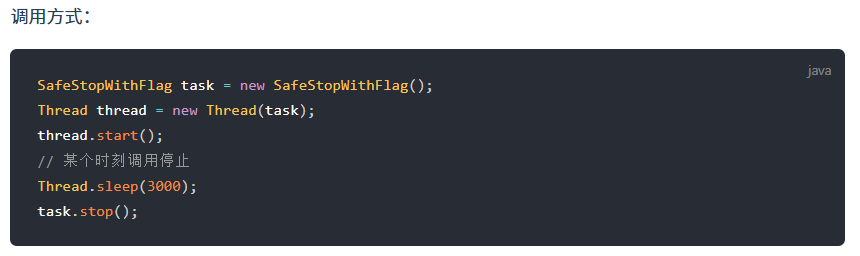 调用方式：
java
SafeStopWithFlag task = new SafeStopWithFlag();
Thread thread = new Thread(task);
thread.start();
// 某个时刻调用停止
Thread.sleep(3000);
task.stop();